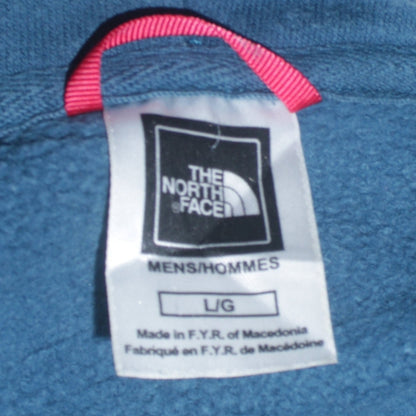 THE
NORTH
FACE
MENS/HOMMES
L/G
Made in F.Y.R. of Macedonia
Fabriqué en F.Y.R. de Macédoine